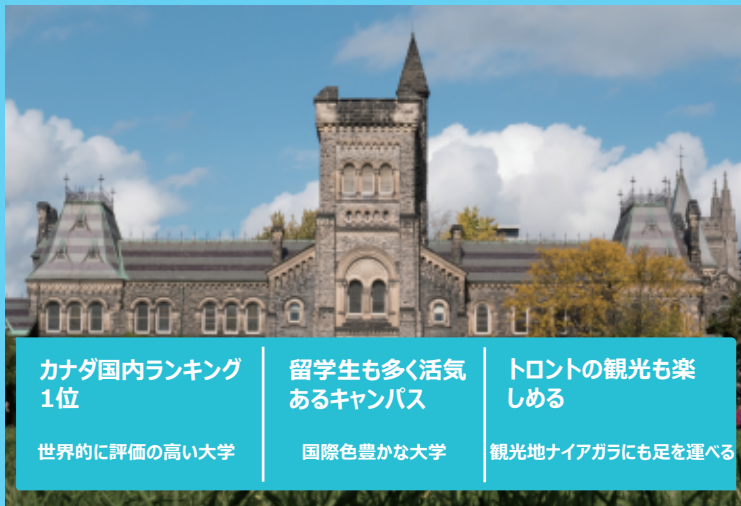 カナダ国内ランキング
1位
世界的に評価の高い大学
留学生も多く活気
あるキャンパス
国際色豊かな大学
トロントの観光も楽
しめる
観光地ナイアガラにも足を運べる